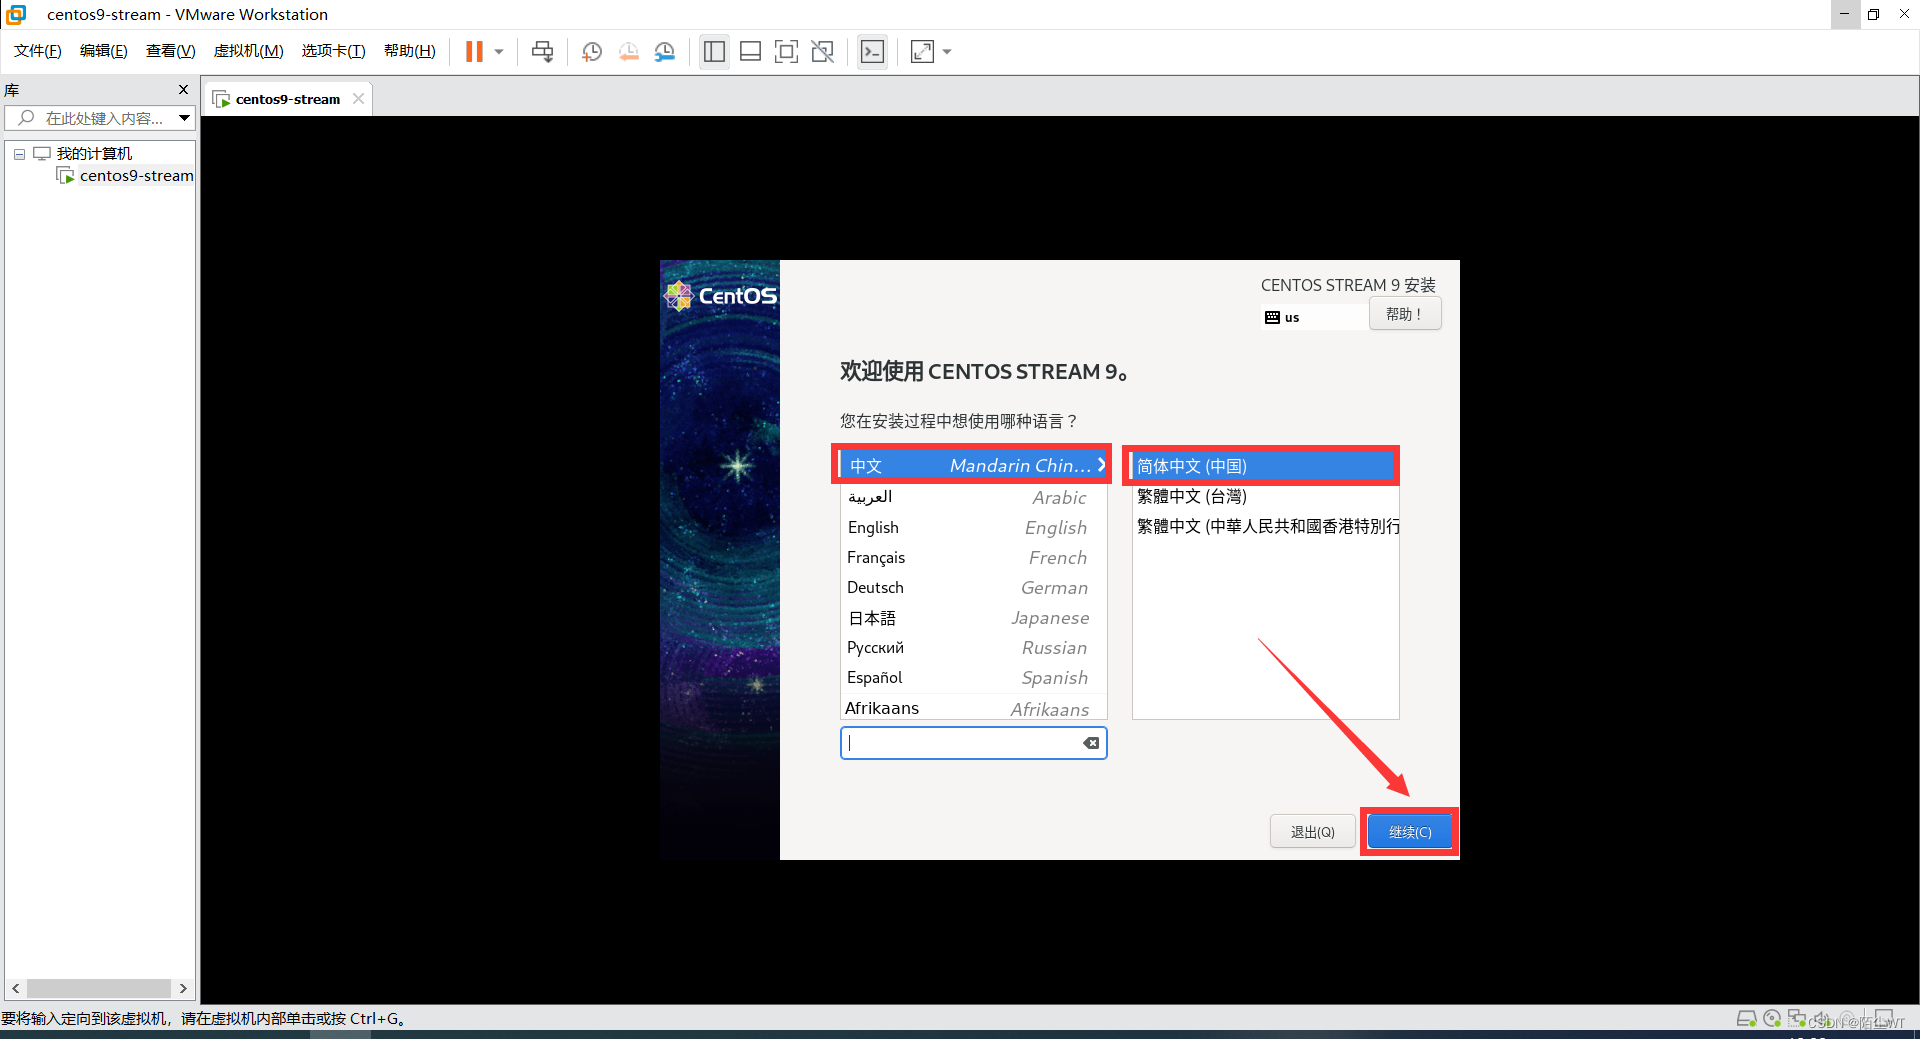 centos9-stream - VMware Workstation
文件(F) 编辑(E) 查看(V) 虚拟机(M) 选项卡(T) 帮助(H)
库
centos9-stream
在此处键入内容...
我的计算机
centos9-stream
CentOS
CENTOS STREAM 9 安装
us
帮助！
欢迎使用 CENTOS STREAM 9。
您在安装过程中想使用哪种语言？
中文 Mandarin Chin...
简体中文 (中国)
العربية Arabic
繁體中文 (台灣)
English English
繁體中文 (中華人民共和國香港特別行
Français French
Deutsch German
日本語 Japanese
Русский Russian
Español Spanish
Afrikaans Afrikaans
退出(Q)
继续(C)
要将输入定向到该虚拟机，请在虚拟机内部单击或按 Ctrl+G。
CSDN @陌尘WT